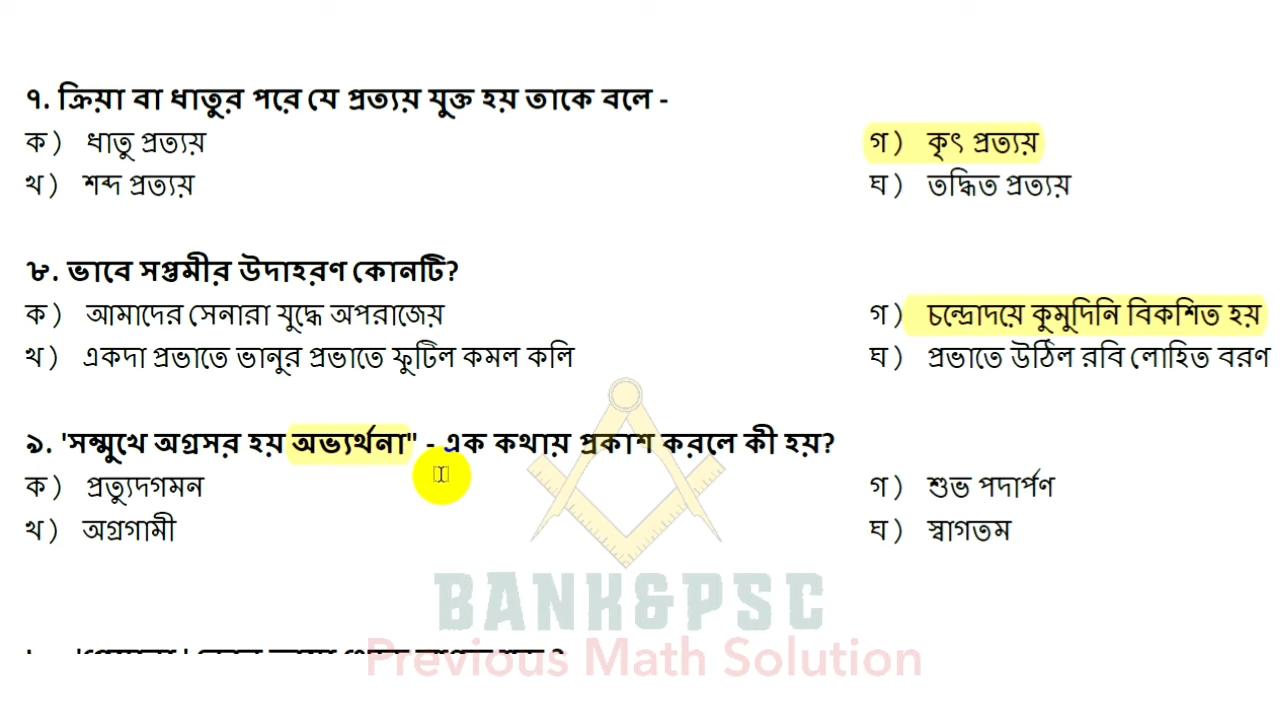 ৭. ক্রিয়া বা ধাতুর পরে যে প্রত্যয় যুক্ত হয় তাকে বলে -
ক) ধাতু প্রত্যয়
গ) কৃৎ প্রত্যয়
খ) শব্দ প্রত্যয়
ঘ) তদ্ধিত প্রত্যয়
৮. ভাবে সপ্তমীর উদাহরণ কোনটি?
ক) আমাদের সেনারা যুদ্ধে অপরাজেয়
গ) চন্দ্রোদয়ে কুমুদিনি বিকশিত হয়
খ) একদা প্রভাতে ভানুর প্রভাতে ফুটিল কমল কলি
ঘ) প্রভাতে উঠিল রবি লোহিত বরণ
৯. 'সম্মুখে অগ্রসর হয় অভ্যর্থনা" - এক কথায় প্রকাশ করলে কী হয়?
ক) প্রত্যুদগমন
গ) শুভ পদার্পণ
খ) অগ্রগামী
ঘ) স্বাগতম
BANK&PSC
Previous Math Solution